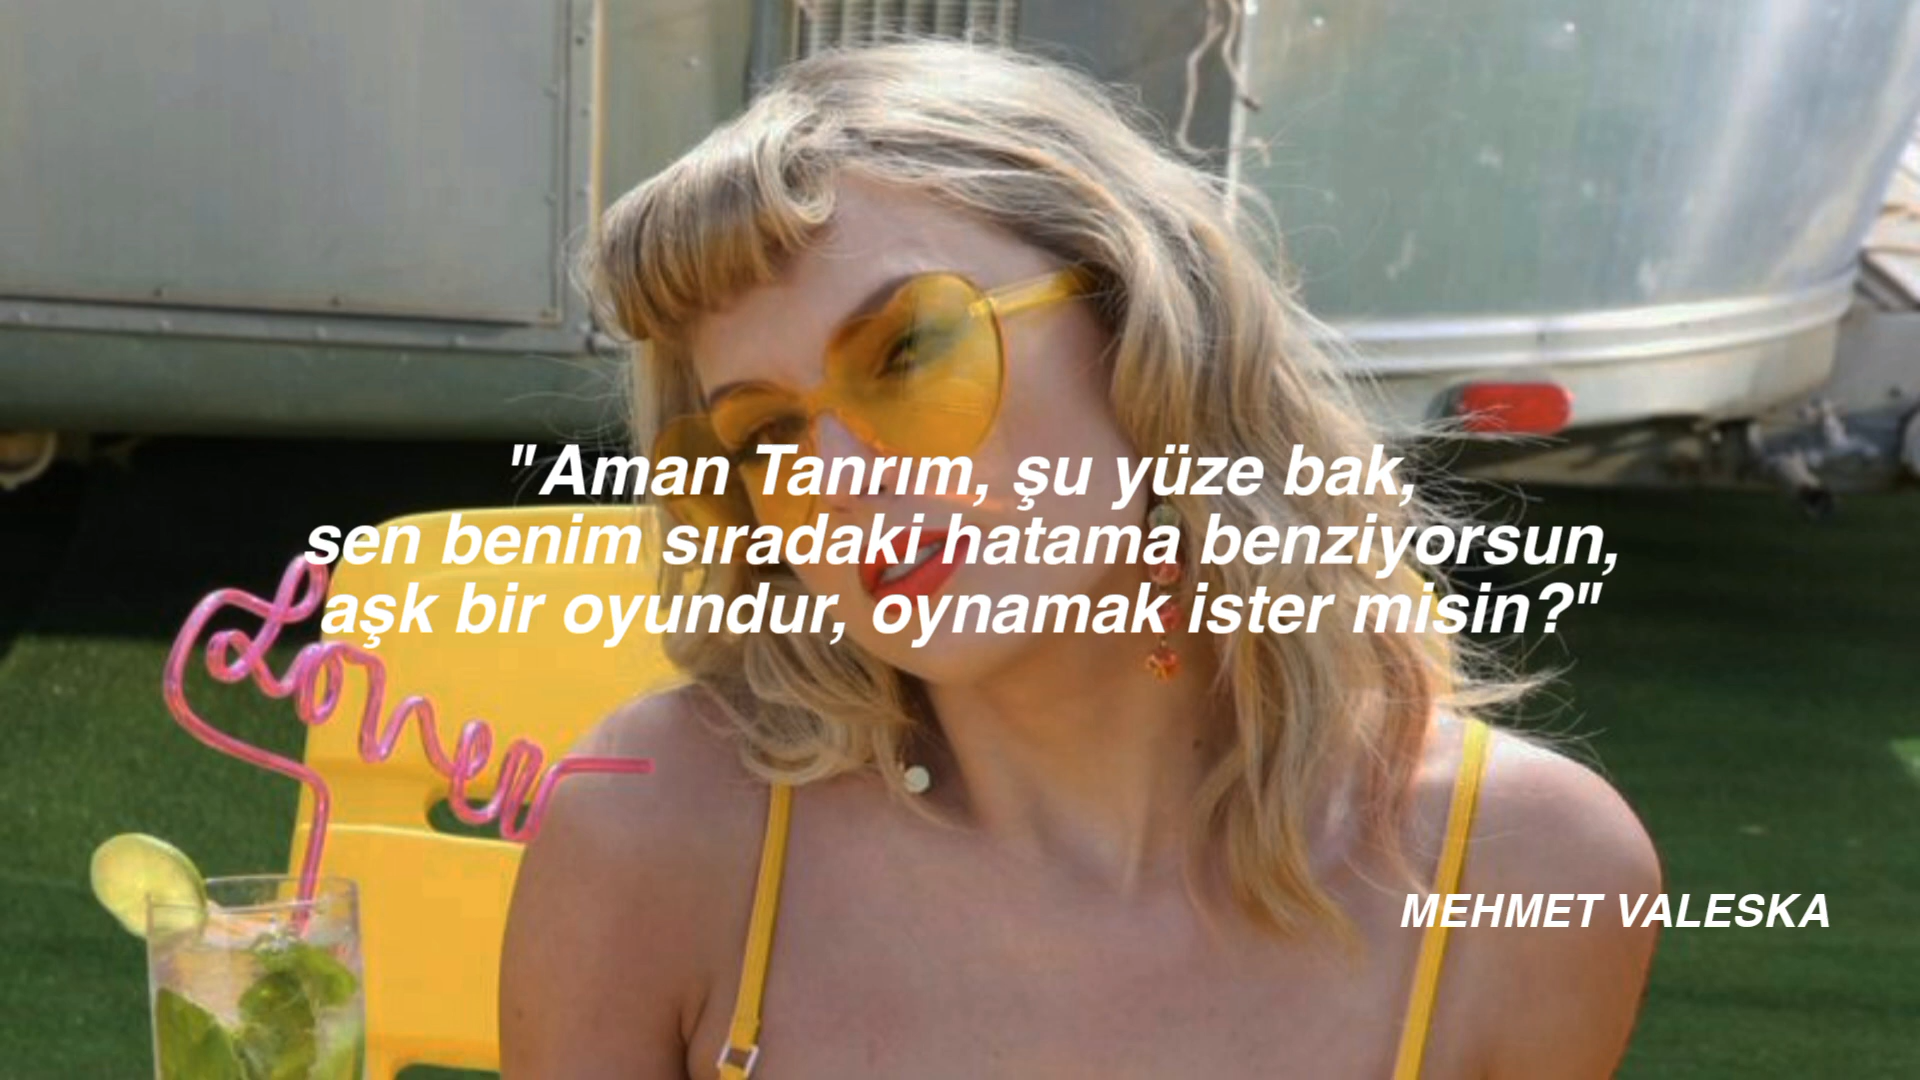 Lover
"Aman Tanrım, şu yüze bak,
sen benim sıradaki hatama benziyorsun,
aşk bir oyundur, oynamak ister misin?"
MEHMET VALESKA